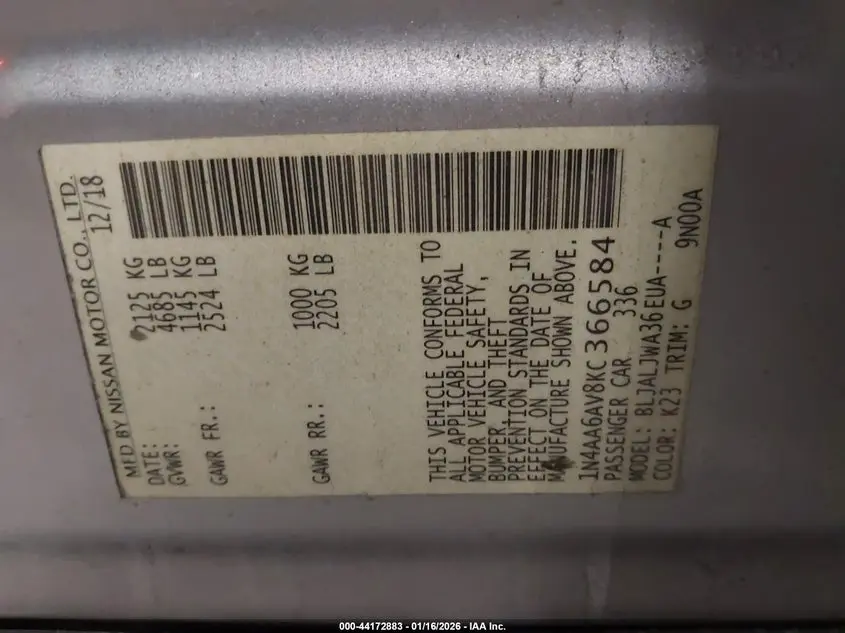 MFD BY NISSAN MOTOR CO., LTD.
DATE: 12/18
GVWR: 2125 KG
4685 LB
GAWR FR.: 1145 KG
2524 LB
GAWR RR.: 1000 KG
2205 LB
THIS VEHICLE CONFORMS TO
ALL APPLICABLE FEDERAL
MOTOR VEHICLE SAFETY,
BUMPER, AND THEFT
PREVENTION STANDARDS IN
EFFECT ON THE DATE OF
MANUFACTURE SHOWN ABOVE.
1N4AA6AV8KC366584
PASSENGER CAR 336
MODEL: BLJALJWA36EUA----A
COLOR: K23 TRIM: G 9N00A
000-44172883 - 01/16/2026 - IAA Inc.